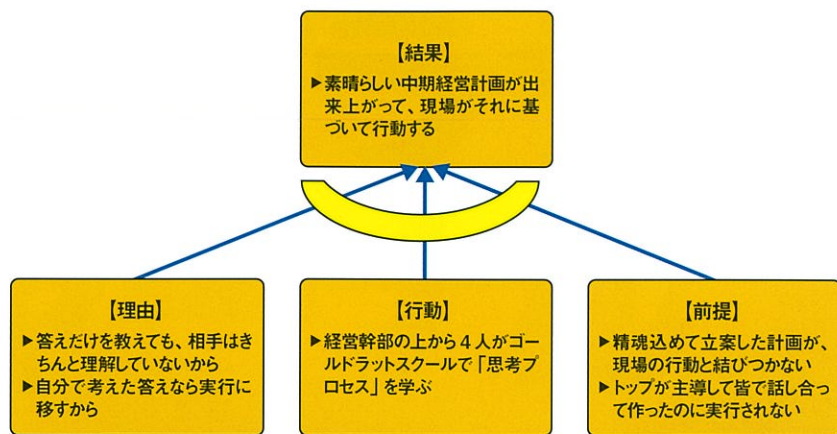 【結果】
▶素晴らしい中期経営計画が出
来上がって、現場がそれに基
づいて行動する
【理由】
▶答えだけを教えても、相手はき
ちんと理解していないから
▶自分で考えた答えなら実行に
移すから
【行動】
▶経営幹部の上から4人がゴー
ルドラットスクールで「思考プ
ロセス」を学ぶ
【前提】
▶精魂込めて立案した計画が、
現場の行動と結びつかない
▶トップが主導して皆で話し合っ
て作ったのに実行されない